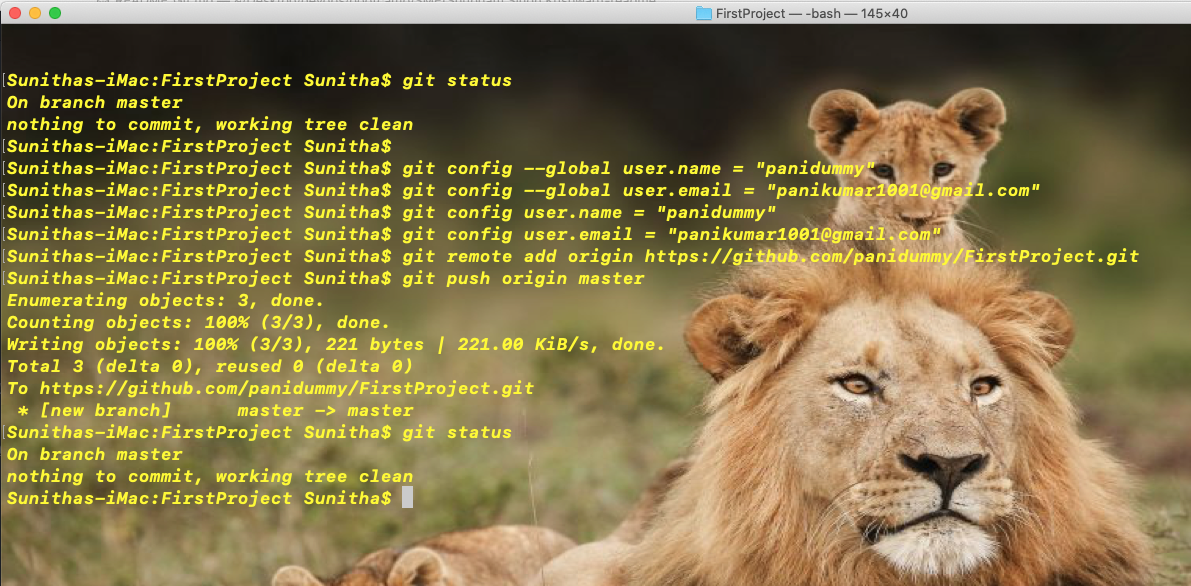 FirstProject — -bash — 145×40
Sunithas-iMac:FirstProject Sunitha$ git status
On branch master
nothing to commit, working tree clean
Sunithas-iMac:FirstProject Sunitha$
Sunithas-iMac:FirstProject Sunitha$ git config --global user.name = "panidummy"
Sunithas-iMac:FirstProject Sunitha$ git config --global user.email = "panikumar1001@gmail.com"
Sunithas-iMac:FirstProject Sunitha$ git config user.name = "panidummy"
Sunithas-iMac:FirstProject Sunitha$ git config user.email = "panikumar1001@gmail.com"
Sunithas-iMac:FirstProject Sunitha$ git remote add origin https://github.com/panidummy/FirstProject.git
Sunithas-iMac:FirstProject Sunitha$ git push origin master
Enumerating objects: 3, done.
Counting objects: 100% (3/3), done.
Writing objects: 100% (3/3), 221 bytes | 221.00 KiB/s, done.
Total 3 (delta 0), reused 0 (delta 0)
To https://github.com/panidummy/FirstProject.git
 * [new branch]      master -> master
Sunithas-iMac:FirstProject Sunitha$ git status
On branch master
nothing to commit, working tree clean
Sunithas-iMac:FirstProject Sunitha$